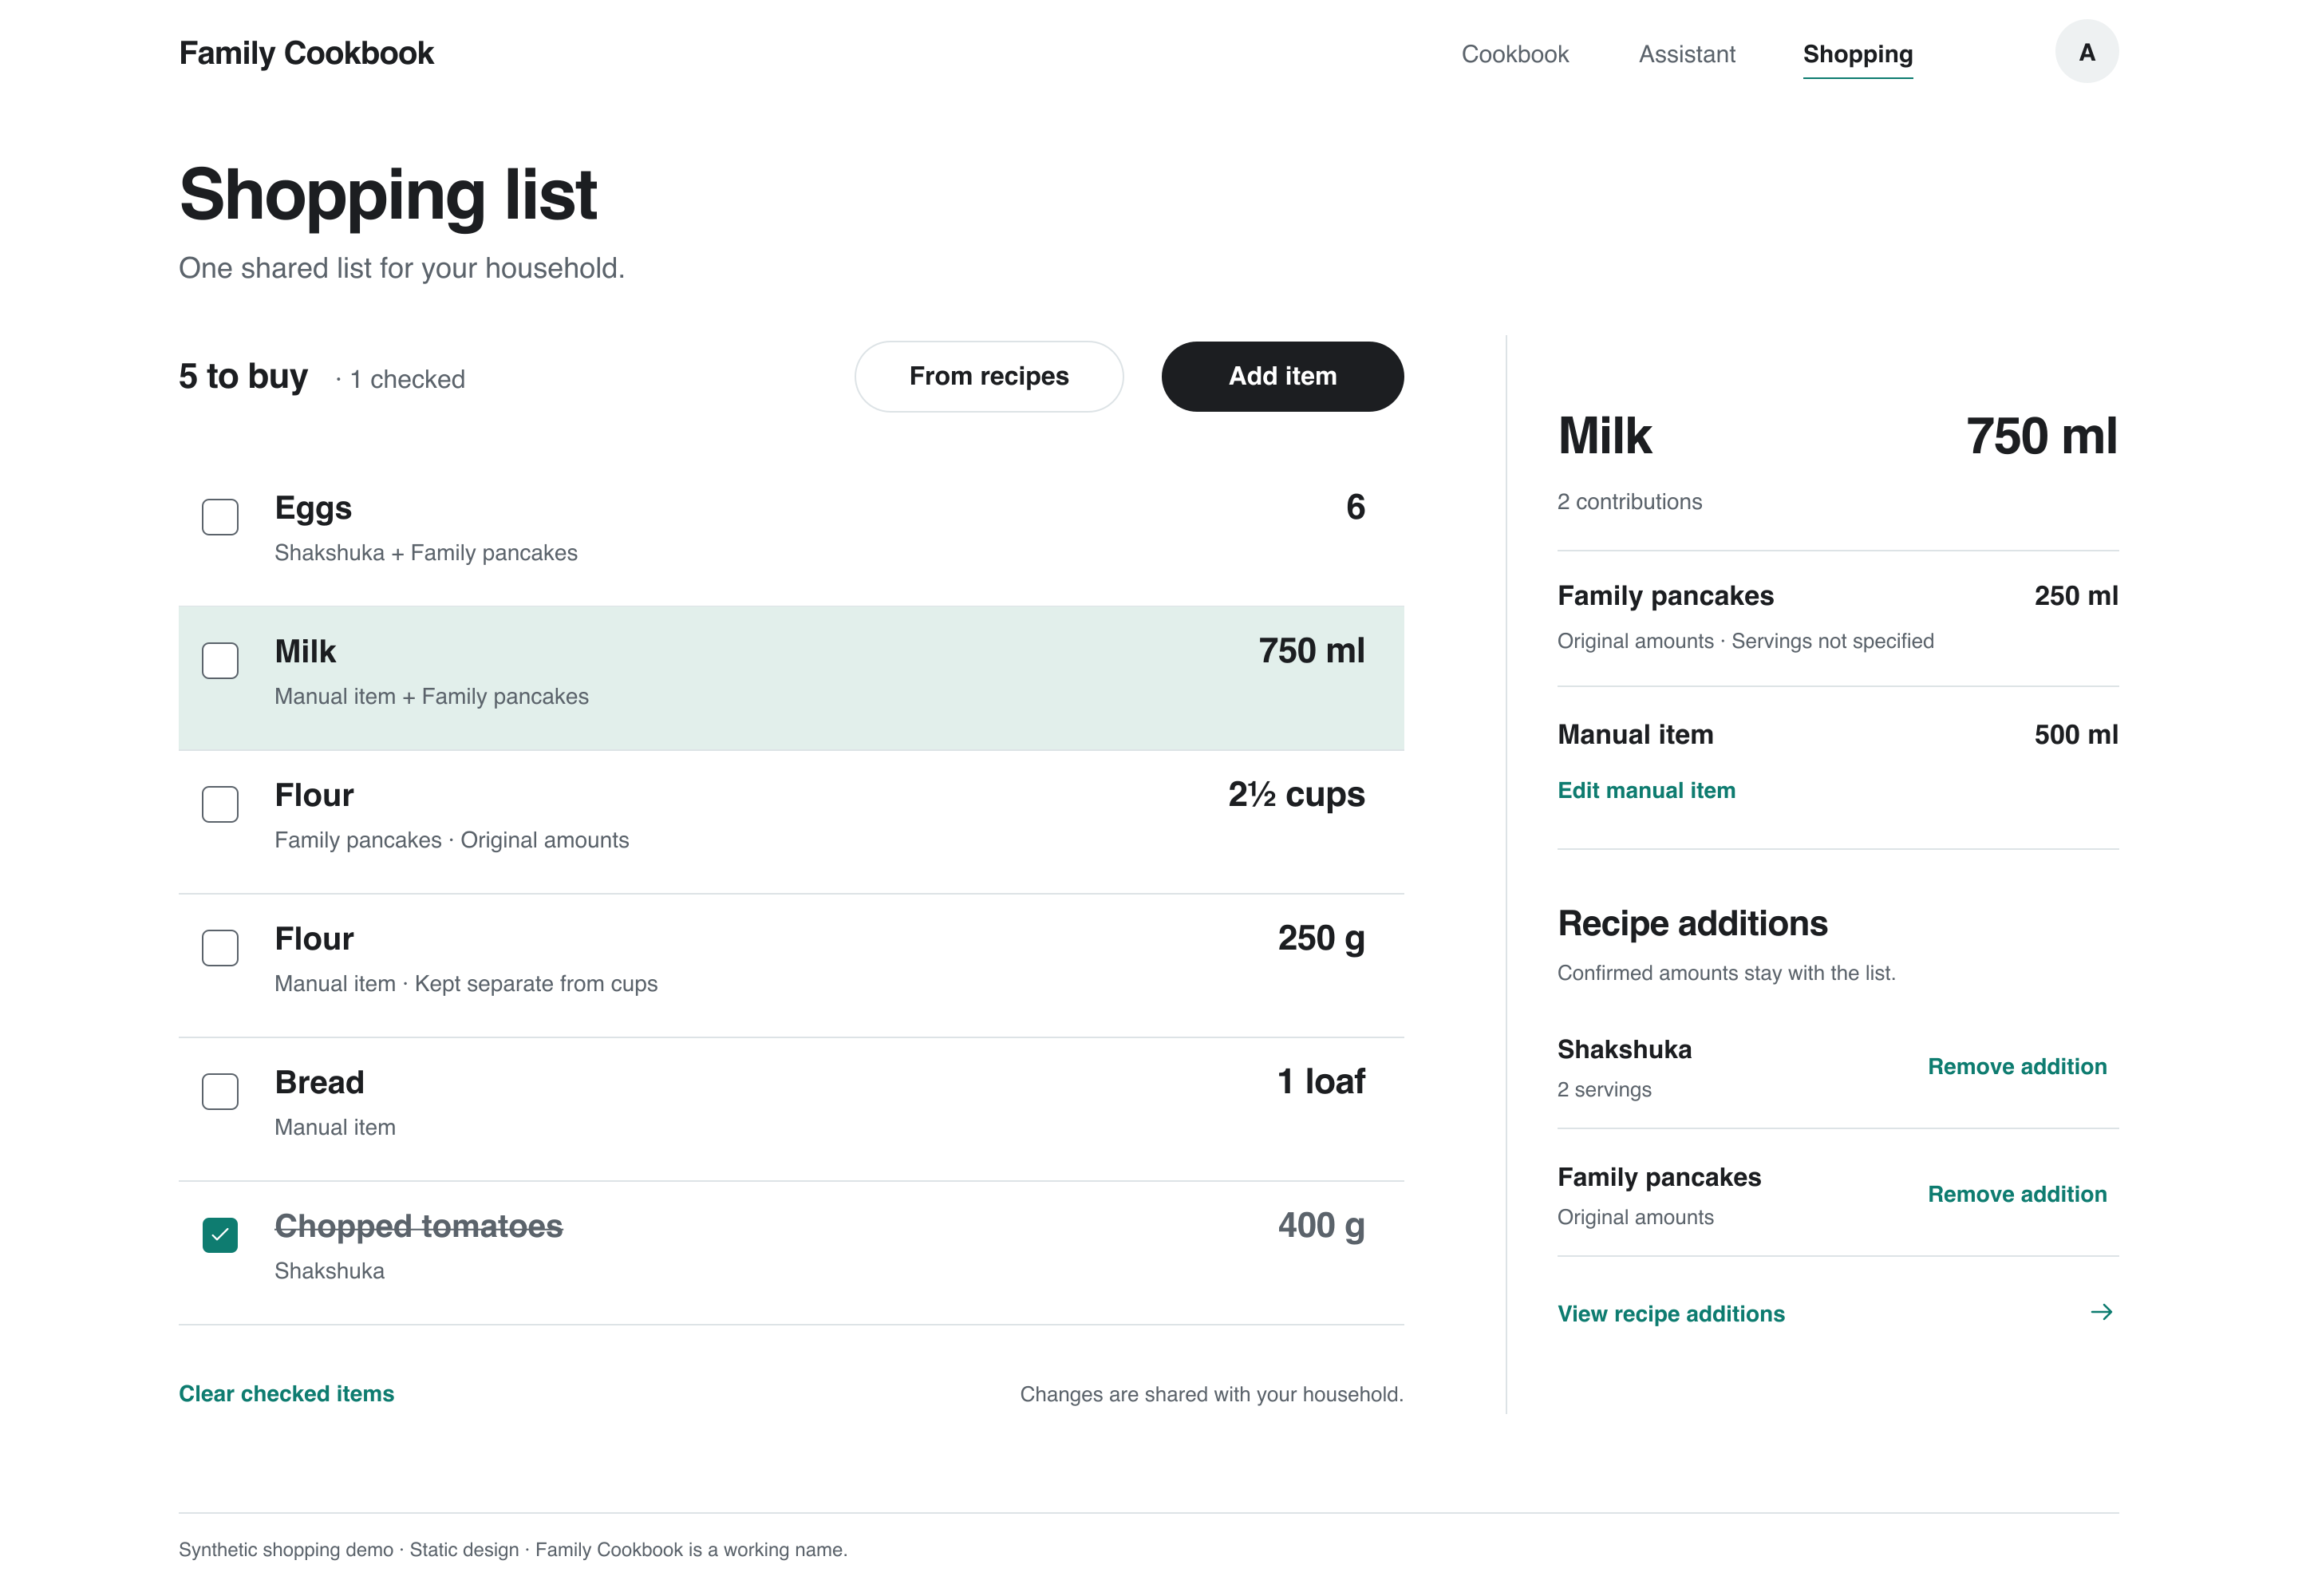 Family Cookbook
Cookbook
Assistant
Shopping
A
Shopping list
One shared list for your household.
5 to buy · 1 checked
From recipes
Add item
Eggs
6
Shakshuka + Family pancakes
Milk
750 ml
Manual item + Family pancakes
Flour
2½ cups
Family pancakes · Original amounts
Flour
250 g
Manual item · Kept separate from cups
Bread
1 loaf
Manual item
Chopped tomatoes
400 g
Shakshuka
Clear checked items
Changes are shared with your household.
Milk
750 ml
2 contributions
Family pancakes
250 ml
Original amounts · Servings not specified
Manual item
500 ml
Edit manual item
Recipe additions
Confirmed amounts stay with the list.
Shakshuka
2 servings
Remove addition
Family pancakes
Original amounts
Remove addition
View recipe additions
Synthetic shopping demo · Static design · Family Cookbook is a working name.